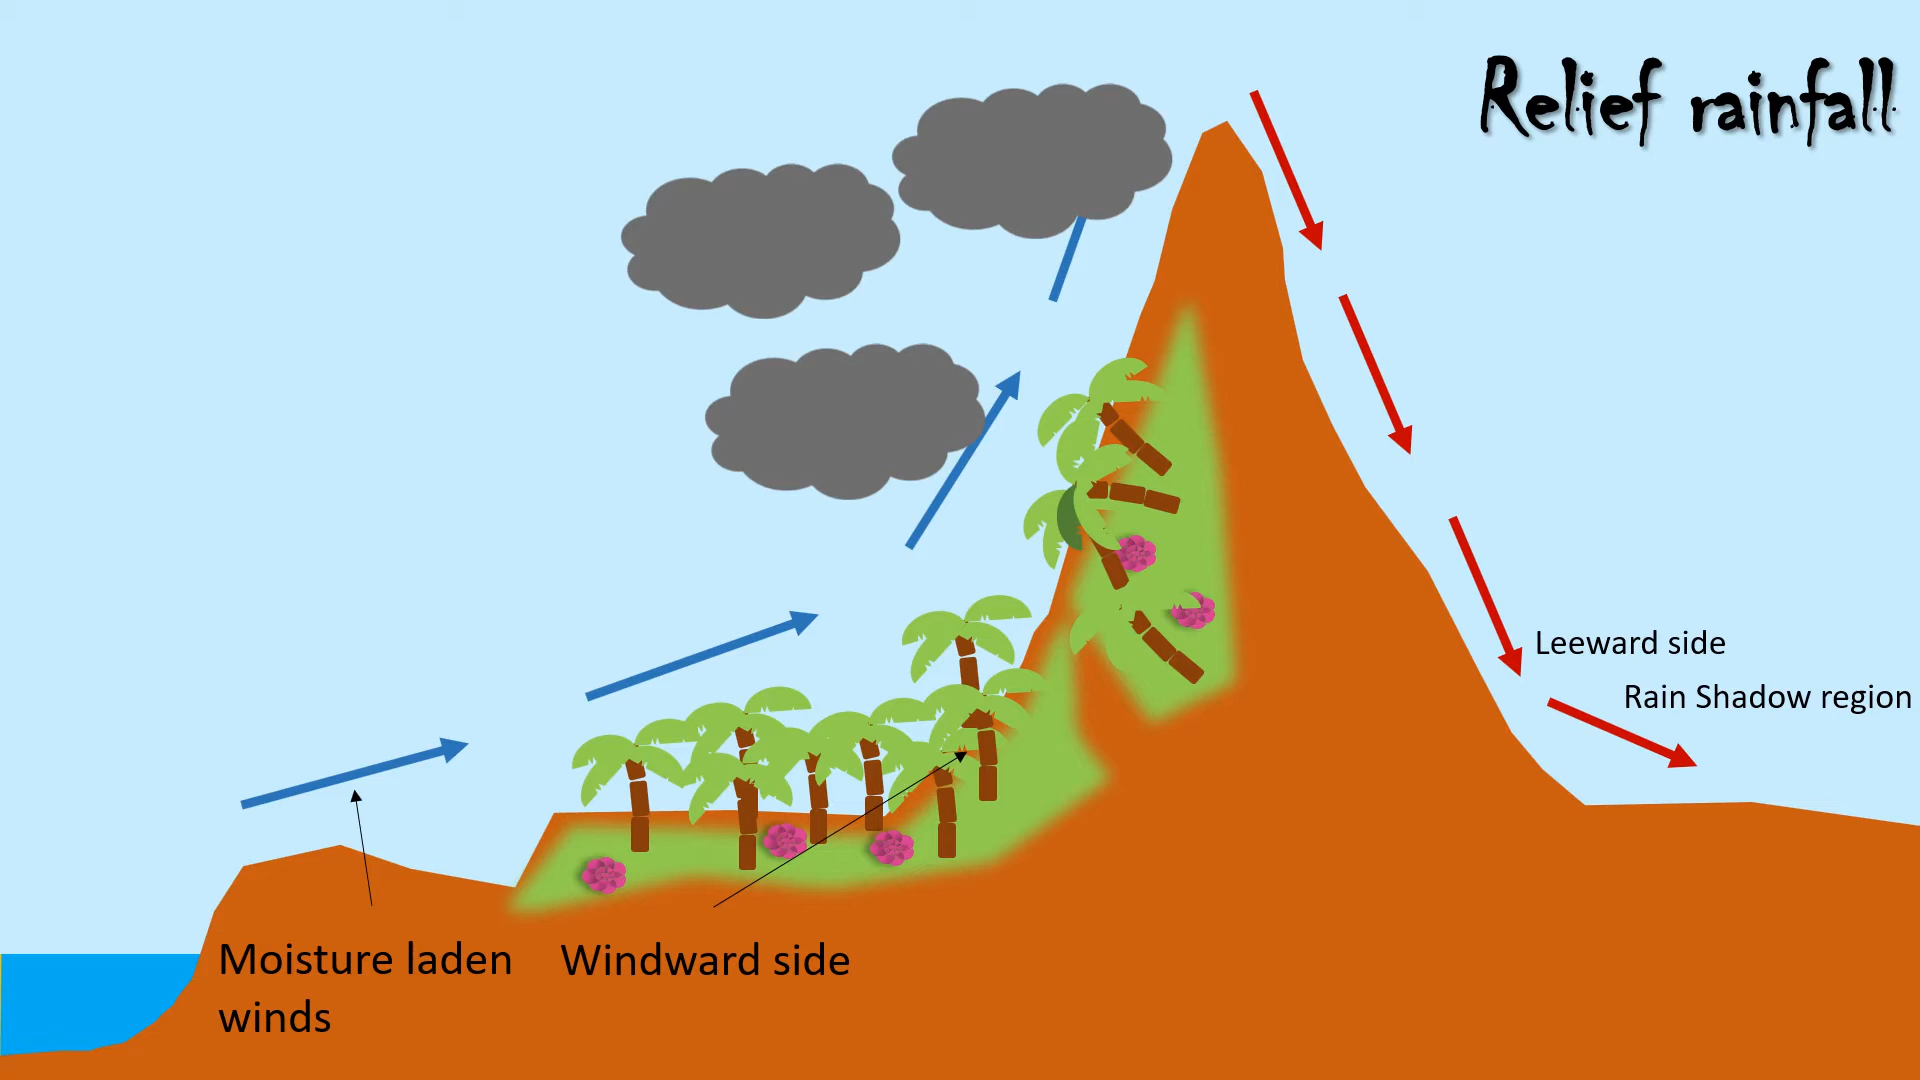 Relief rainfall
Leeward side
Rain Shadow region
Moisture laden
winds
Windward side